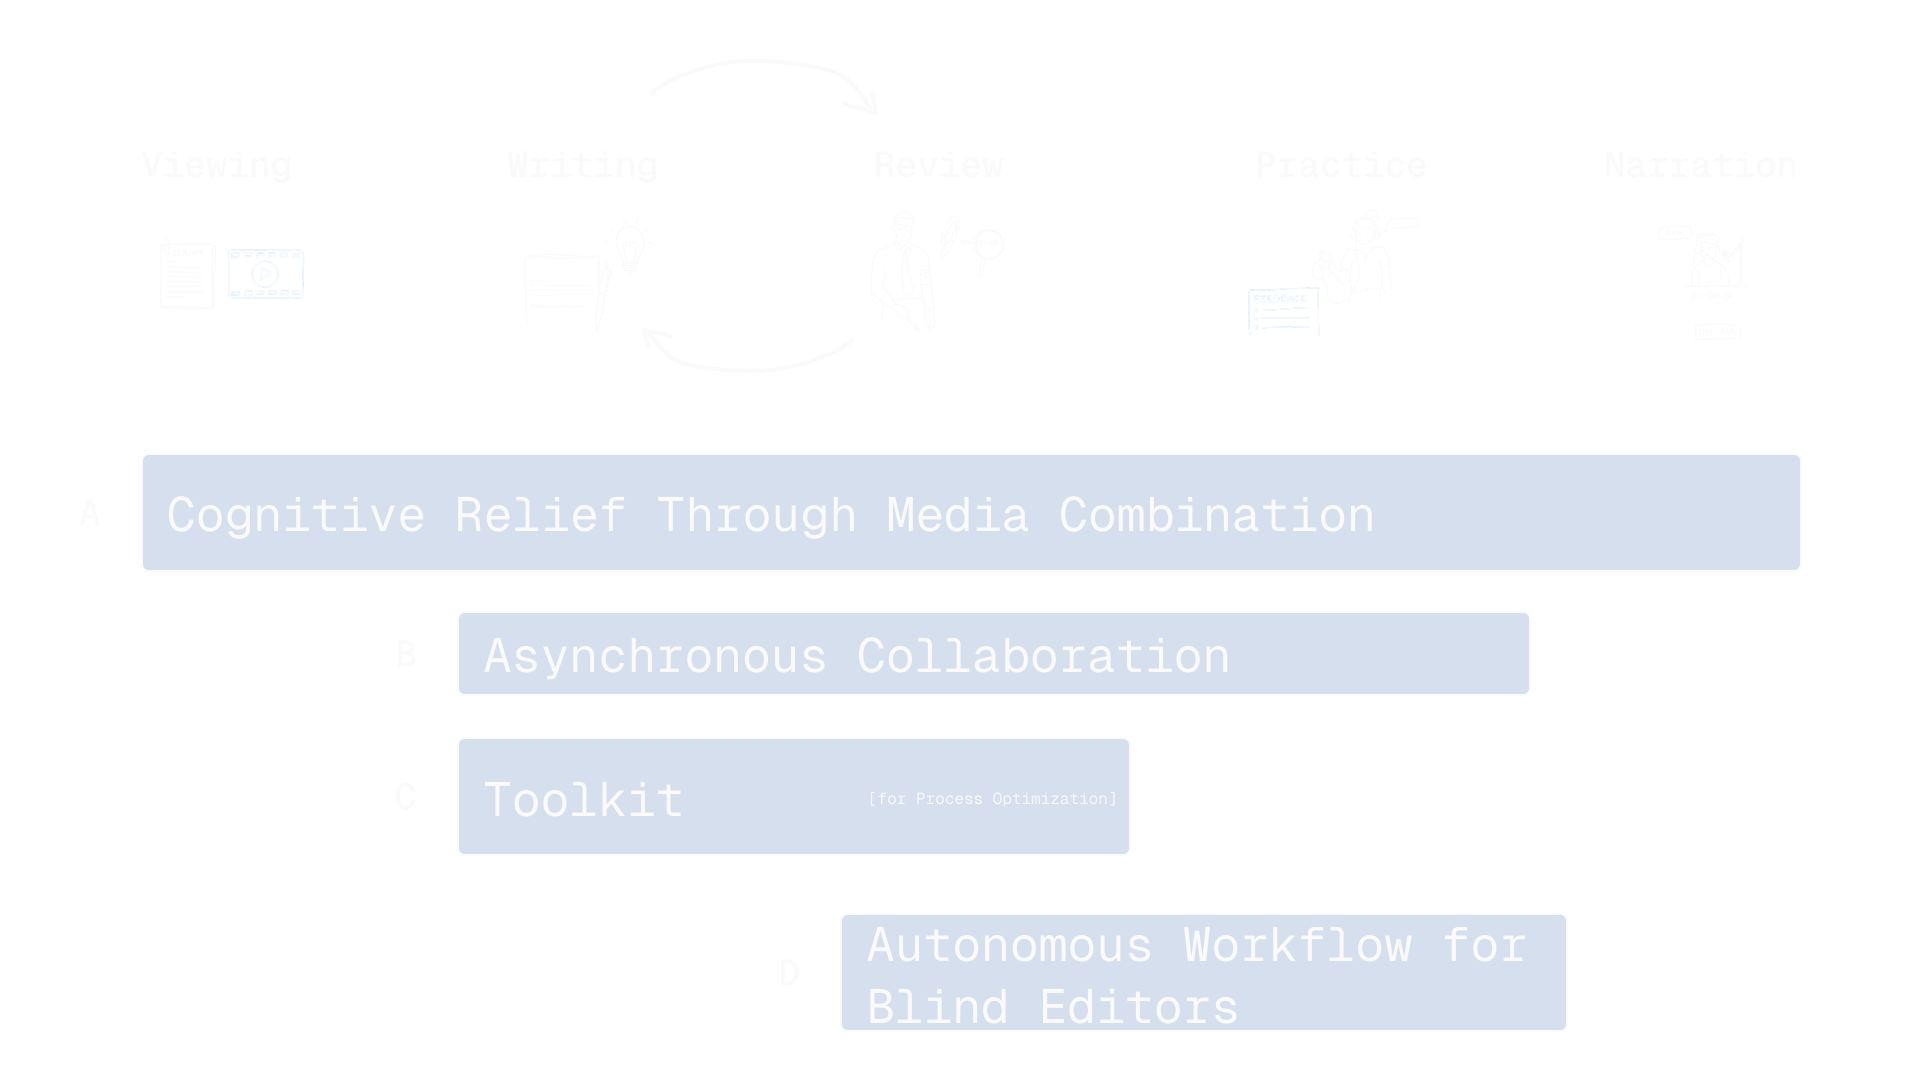 Viewing
Writing
Review
Practice
Narration
FEEDBACK
A
Cognitive Relief Through Media Combination
B
Asynchronous Collaboration
C
Toolkit
[for Process Optimization]
D
Autonomous Workflow for
Blind Editors